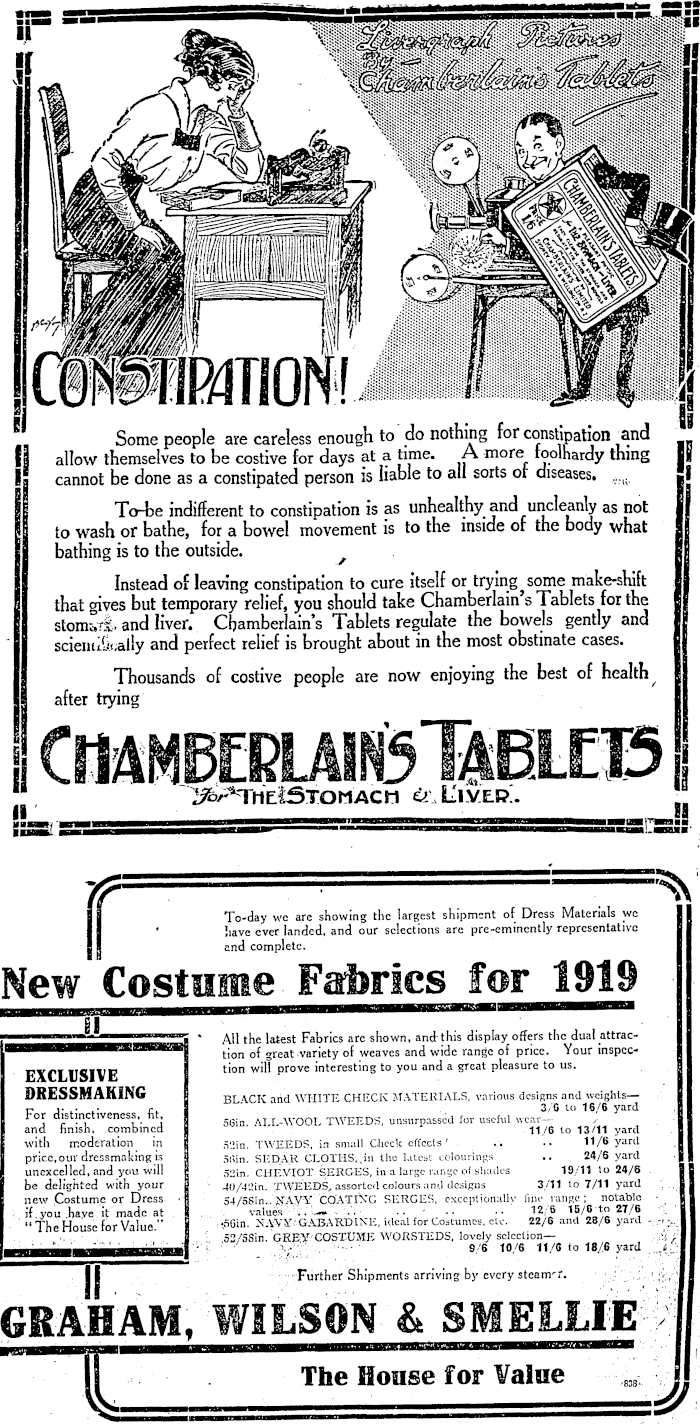 Livergraph Pictures
By
Chamberlain's Tablets
CHAMBERLAIN'S TABLETS
PRICE
1/6
CONSTIPATION!
Some people are careless enough to do nothing for constipation and
allow themselves to be costive for days at a time. A more foolhardy thing
cannot be done as a constipated person is liable to all sorts of diseases.
To be indifferent to constipation is as unhealthy and uncleanly as not
to wash or bathe, for a bowel movement is to the inside of the body what
bathing is to the outside.
Instead of leaving constipation to cure itself or trying some make-shift
that gives but temporary relief, you should take Chamberlain's Tablets for the
stomach and liver. Chamberlain's Tablets regulate the bowels gently and
scientifically and perfect relief is brought about in the most obstinate cases.
Thousands of costive people are now enjoying the best of health
after trying
CHAMBERLAIN'S TABLETS
For THE STOMACH & LIVER.
To-day we are showing the largest shipment of Dress Materials we
have ever landed, and our selections are pre-eminently representative
and complete.
New Costume Fabrics for 1919
EXCLUSIVE
DRESSMAKING
For distinctiveness, fit,
and finish, combined
with moderation in
price, our dressmaking is
unexcelled, and you will
be delighted with your
new Costume or Dress
if you have it made at
"The House for Value."
All the latest Fabrics are shown, and this display offers the dual attrac-
tion of great variety of weaves and wide range of price. Your inspec-
tion will prove interesting to you and a great pleasure to us.
BLACK and WHITE CHECK MATERIALS, various designs and weights—
3/6 to 16/6 yard
56in. ALL-WOOL TWEEDS, unsurpassed for useful wear—
11/6 to 13/11 yard
52in. TWEEDS, in small Check effects .. .. 11/6 yard
56in. SEDAR CLOTHS, in the latest colourings .. 24/6 yard
52in. CHEVIOT SERGES, in a large range of shades 19/11 to 24/6
40/42in. TWEEDS, assorted colours and designs 3/11 to 7/11 yard
54/58in. NAVY COATING SERGES, exceptionally fine range; notable
values .. .. .. .. .. 12/6 15/6 to 27/6
56in. NAVY GABARDINE, ideal for Costumes, etc. 22/6 and 28/6 yard
52/58in. GREY COSTUME WORSTEDS, lovely selection—
9/6 10/6 11/6 to 18/6 yard
Further Shipments arriving by every steamer.
GRAHAM, WILSON & SMELLIE
The House for Value
838